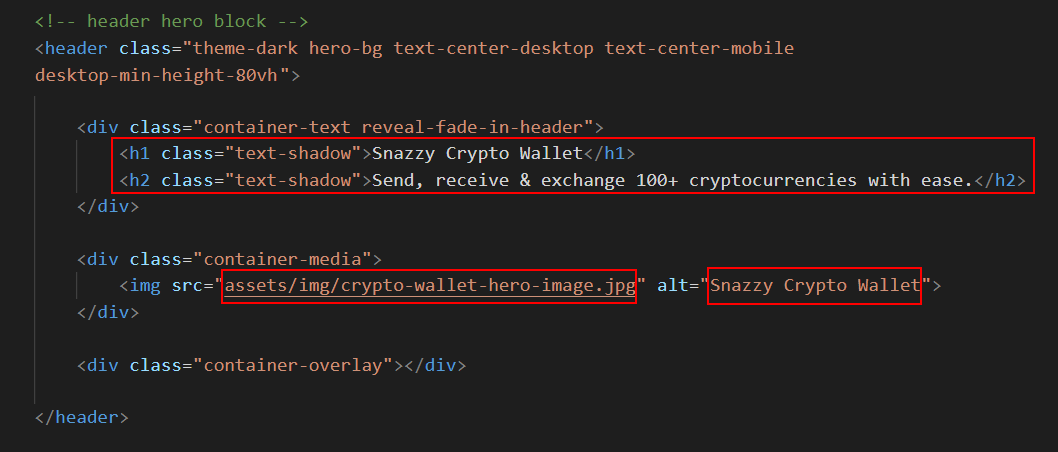 <!-- header hero block -->
<header class="theme-dark hero-bg text-center-desktop text-center-mobile
desktop-min-height-80vh">
<div class="container-text reveal-fade-in-header">
<h1 class="text-shadow">Snazzy Crypto Wallet</h1>
<h2 class="text-shadow">Send, receive & exchange 100+ cryptocurrencies with ease.</h2>
</div>
<div class="container-media">
<img src="assets/img/crypto-wallet-hero-image.jpg" alt="Snazzy Crypto Wallet">
</div>
<div class="container-overlay"></div>
</header>